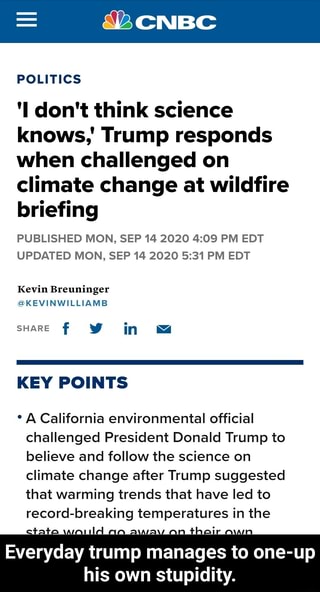 CNBC
POLITICS
'I don't think science
knows,' Trump responds
when challenged on
climate change at wildfire
briefing
PUBLISHED MON, SEP 14 2020 4:09 PM EDT
UPDATED MON, SEP 14 2020 5:31 PM EDT
Kevin Breuninger
@KEVINWILLIAMB
SHARE
KEY POINTS
• A California environmental official
challenged President Donald Trump to
believe and follow the science on
climate change after Trump suggested
that warming trends that have led to
record-breaking temperatures in the
state would go away on their own
Everyday trump manages to one-up
his own stupidity.